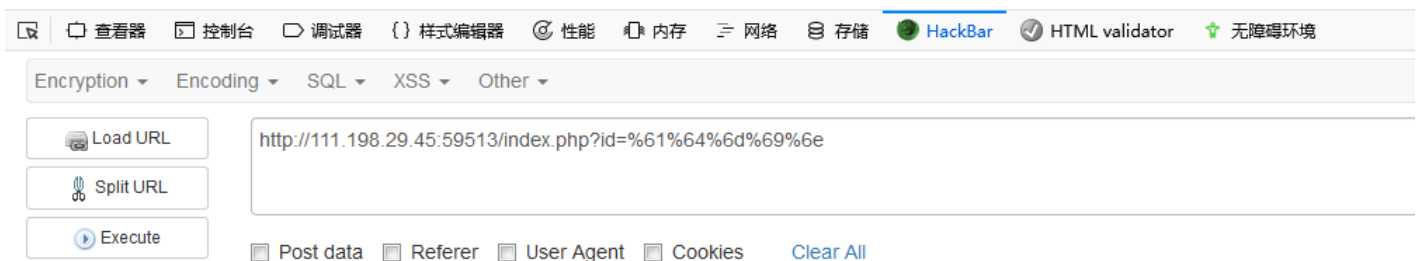 查看器 控制台 调试器 {} 样式编辑器 性能 内存 网络 存储 HackBar HTML validator 无障碍环境
Encryption Encoding SQL XSS Other
Load URL http://111.198.29.45:59513/index.php?id=%61%64%6d%69%6e
Split URL
Execute
Post data Referer User Agent Cookies Clear All